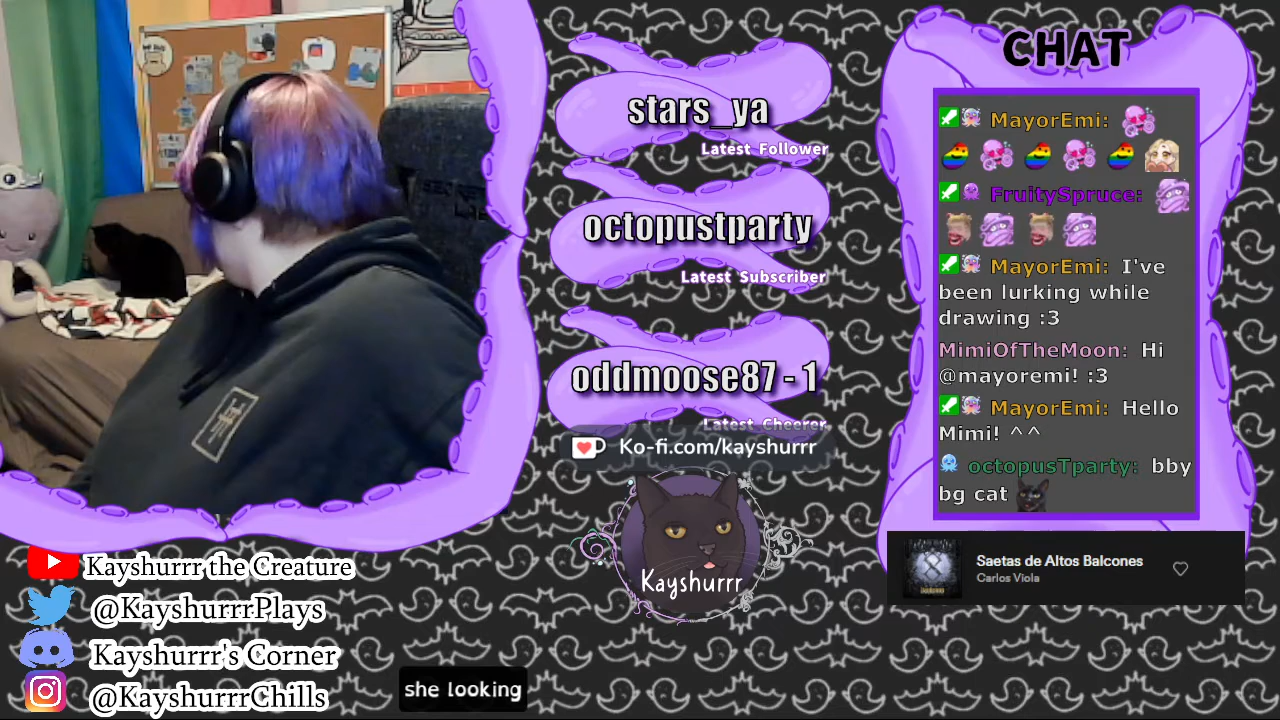 stars_ya
Latest Follower
octopustparty
Latest Subscriber
oddmoose87 - 1
Latest Cheerer
Ko-fi.com/kayshurrr
Kayshurrr
CHAT
MayorEmi:
FruitySpruce:
MayorEmi: I've
been lurking while
drawing :3
MimiOfTheMoon: Hi
@mayoremi! :3
MayorEmi: Hello
Mimi! ^^
octopusTparty: bby
bg cat
Saetas de Altos Balcones
Carlos Viola
Kayshurrr the Creature
@KayshurrrPlays
Kayshurrr's Corner
@KayshurrrChills
she looking